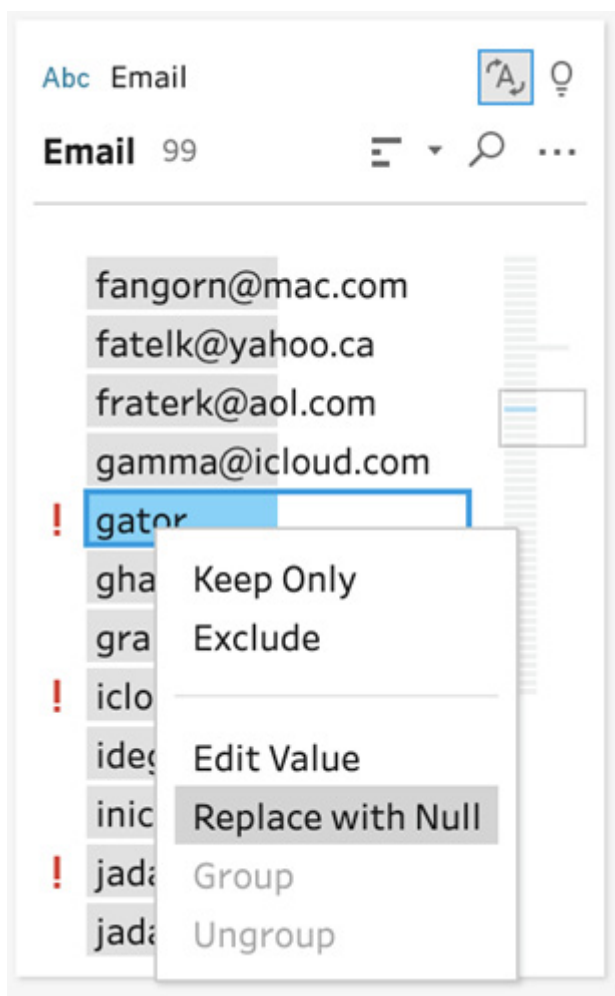 Abc Email
Email 99
fangorn@mac.com
fatelk@yahoo.ca
fraterk@aol.com
gamma@icloud.com
! gator
gha
gra
! iclo
ideg
inic
! jada
jada
Keep Only
Exclude
Edit Value
Replace with Null
Group
Ungroup